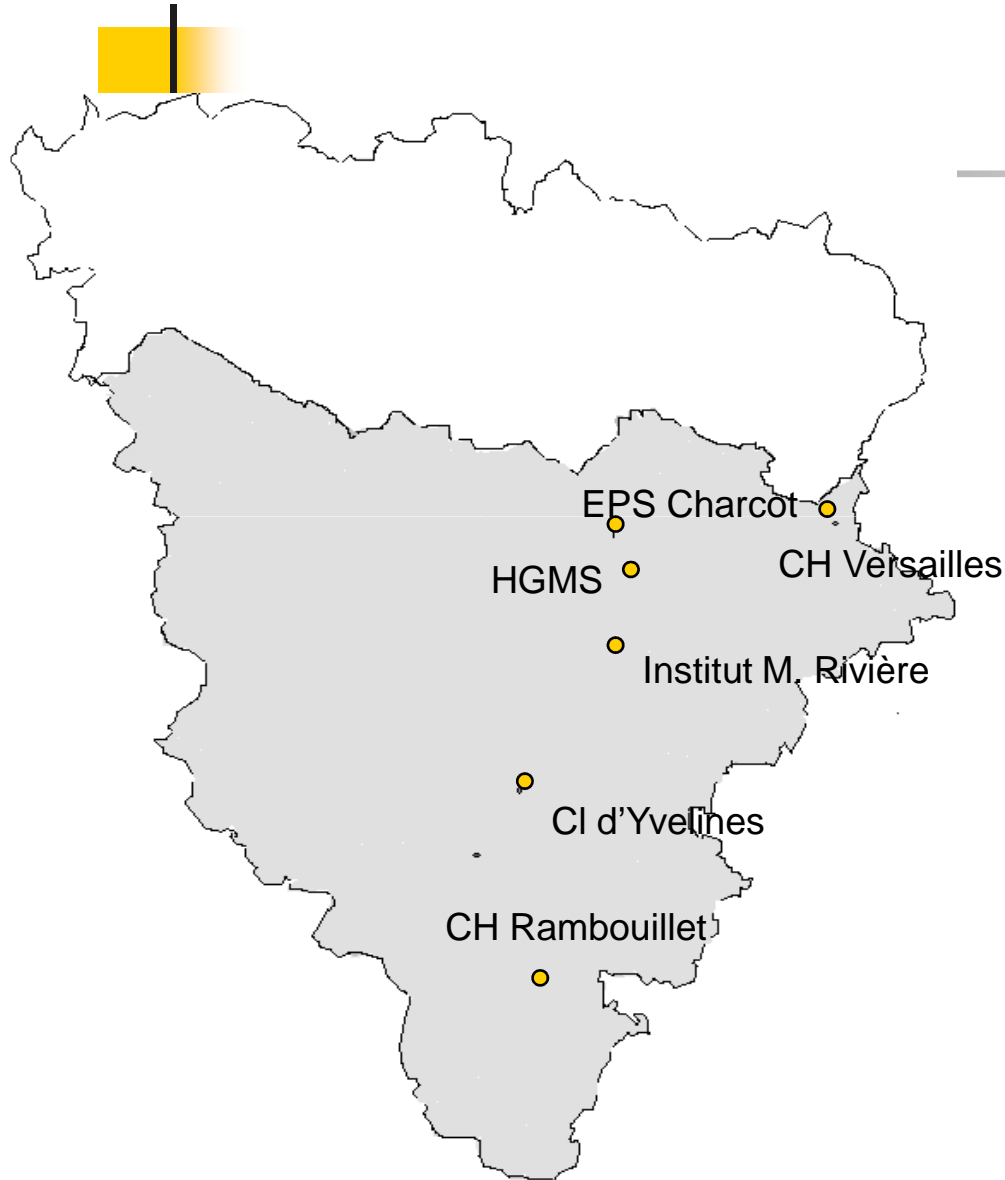 EPS Charcot
CH Versailles
HGMS
Institut M. Rivière
Cl d’Yvelines
CH Rambouillet